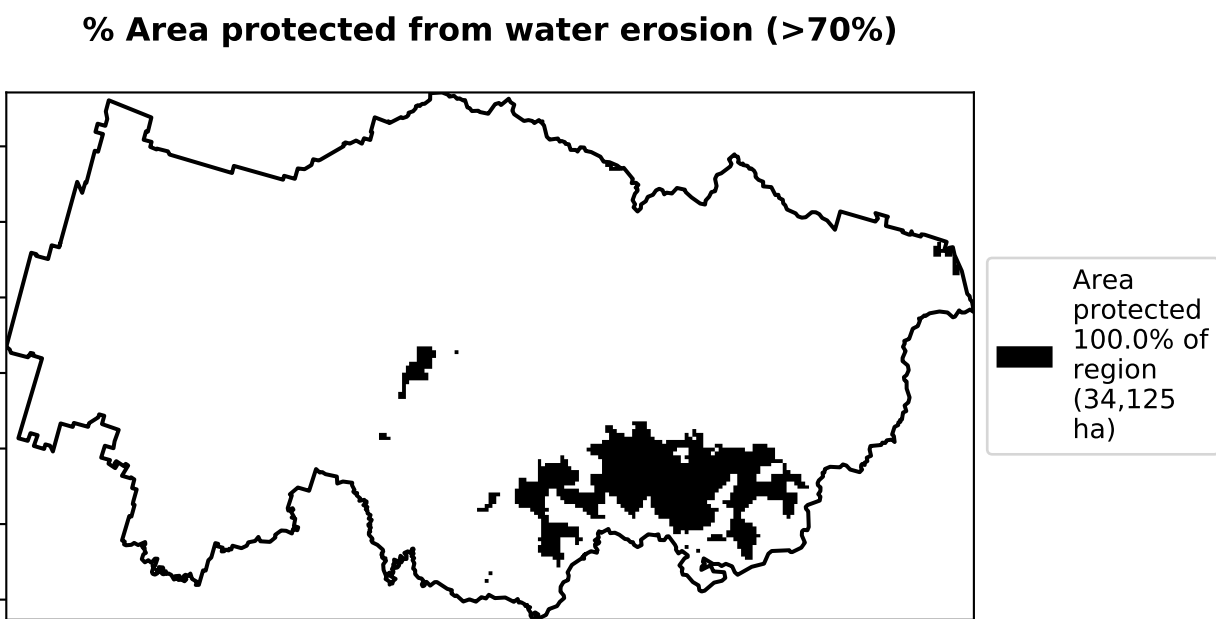 % Area protected from water erosion (>70%)
Area
protected
100.0% of
region
(34,125
ha)